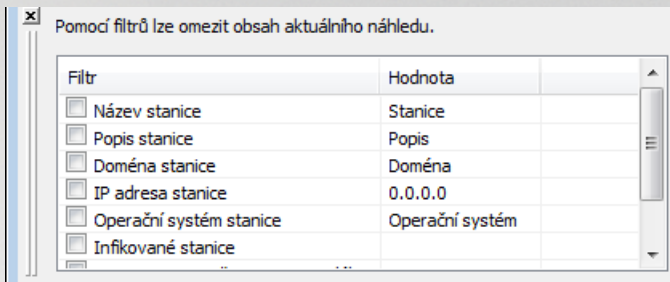 Pomocí filtrů lze omezit obsah aktuálního náhledu.
Filtr Hodnota
Název stanice Stanice
Popis stanice Popis
Doména stanice Doména
IP adresa stanice 0.0.0.0
Operační systém stanice Operační systém
Infikované stanice